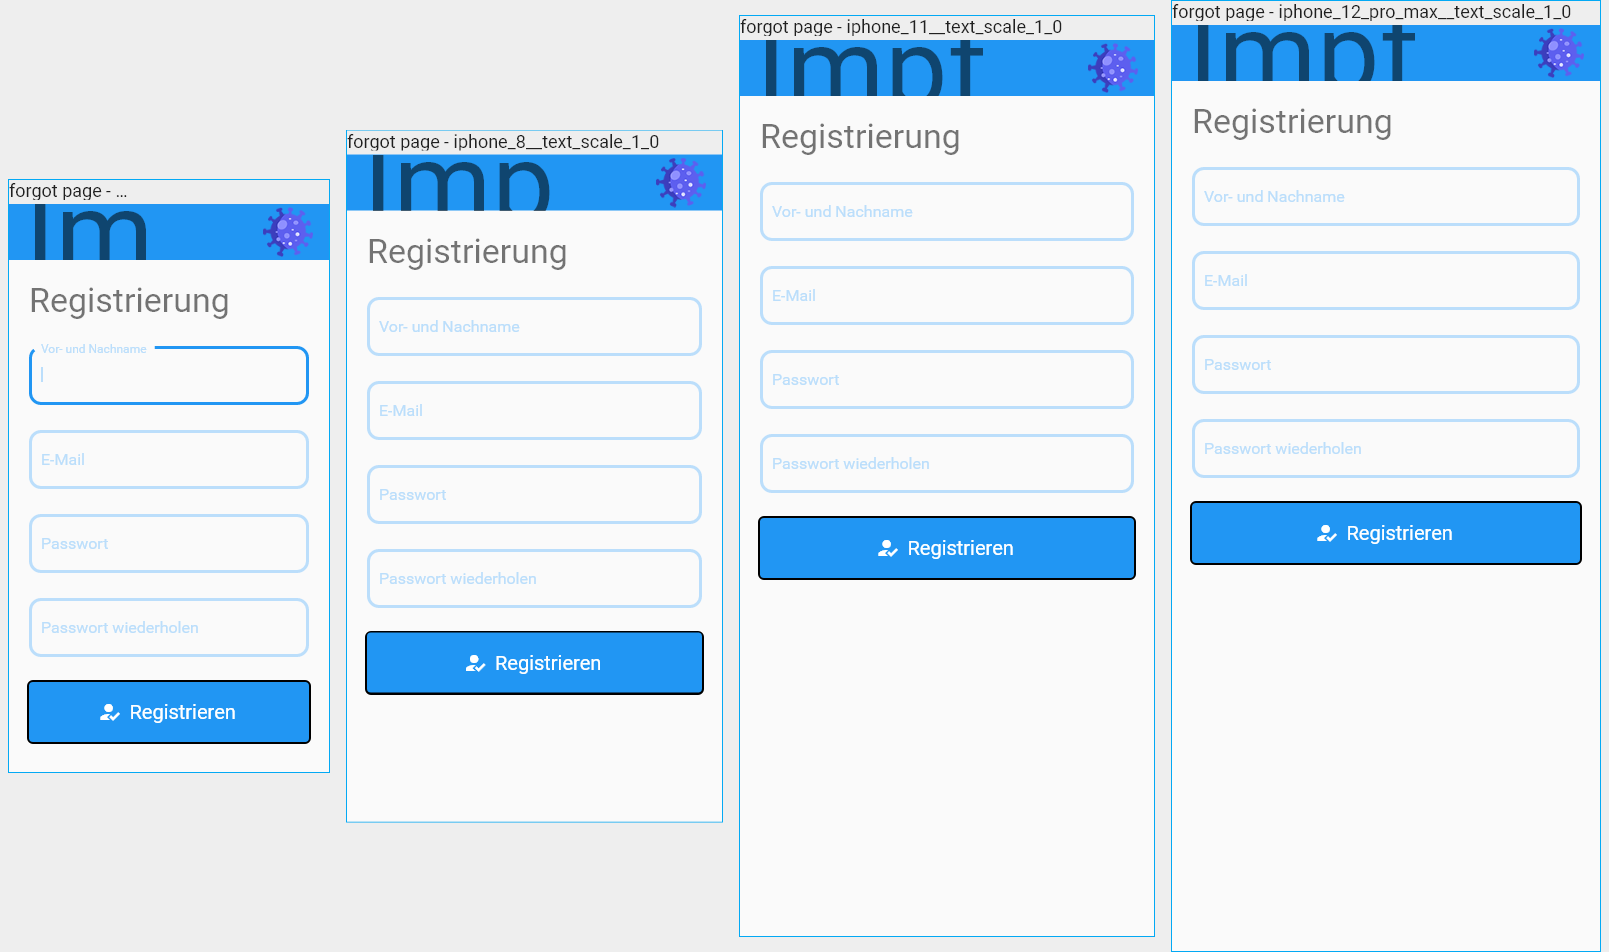 forgot page - ...
Im
Registrierung
Vor- und Nachname
E-Mail
Passwort
Passwort wiederholen
Registrieren
forgot page - iphone_8__text_scale_1_0
Imp
Registrierung
Vor- und Nachname
E-Mail
Passwort
Passwort wiederholen
Registrieren
forgot page - iphone_11__text_scale_1_0
Impf
Registrierung
Vor- und Nachname
E-Mail
Passwort
Passwort wiederholen
Registrieren
forgot page - iphone_12_pro_max__text_scale_1_0
Impf
Registrierung
Vor- und Nachname
E-Mail
Passwort
Passwort wiederholen
Registrieren